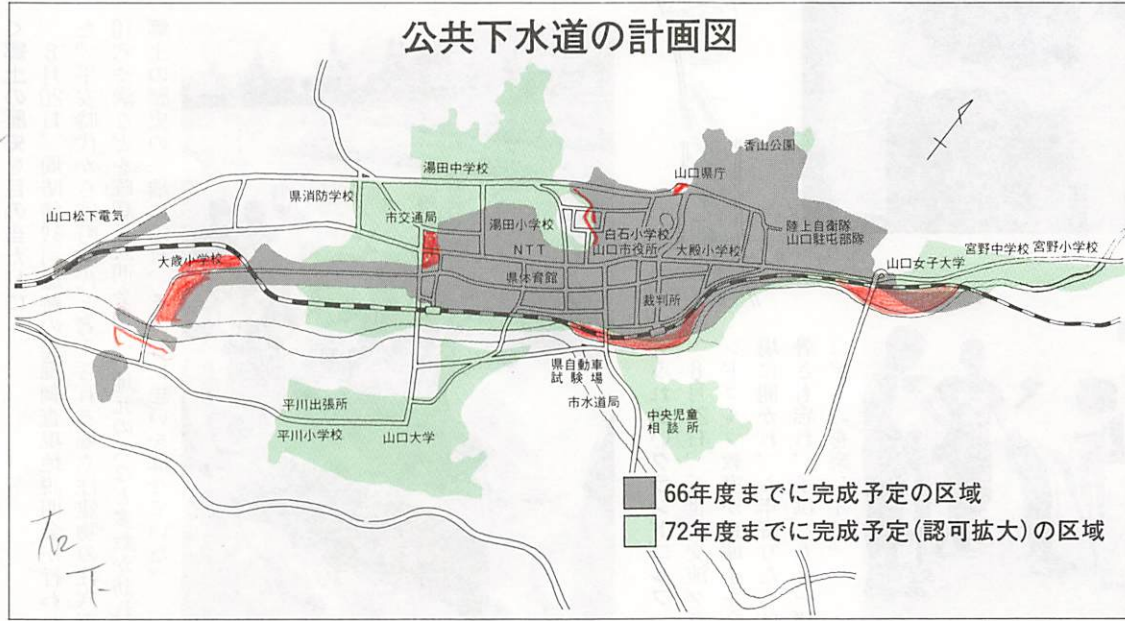 公共下水道の計画図
香山公園
湯田中学校
山口県庁
県消防学校
山口松下電気
市交通局
湯田小学校
白石小学校
陸上自衛隊
山口駐屯部隊
NTT
山口市役所
大殿小学校
宮野中学校
宮野小学校
大歳小学校
山口女子大学
県体育館
裁判所
県自動車
試験場
市水道局
平川出張所
中央児童
相談所
平川小学校
山口大学
66年度までに完成予定の区域
72年度までに完成予定(認可拡大)の区域